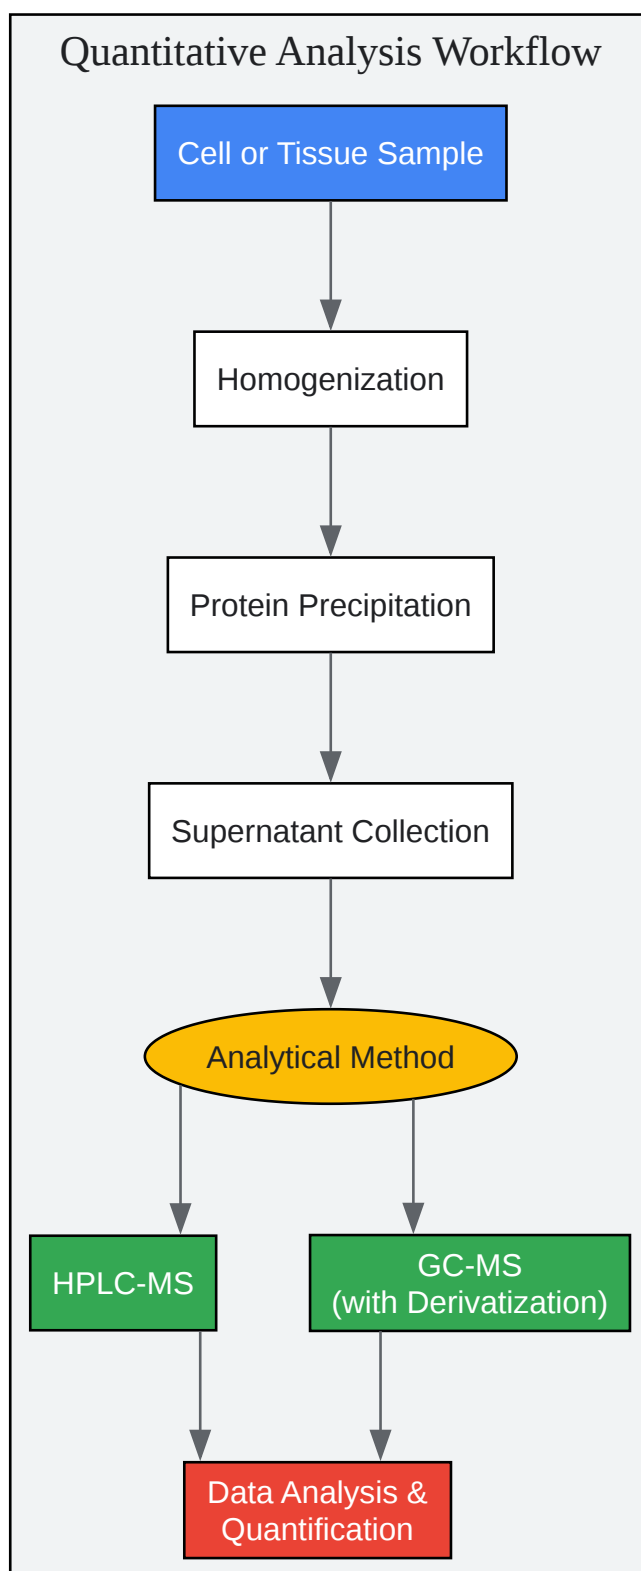 Quantitative Analysis Workflow
Cell or Tissue Sample
Homogenization
Protein Precipitation
Supernatant Collection
Analytical Method
HPLC-MS
GC-MS
(with Derivatization)
Data Analysis &
Quantification